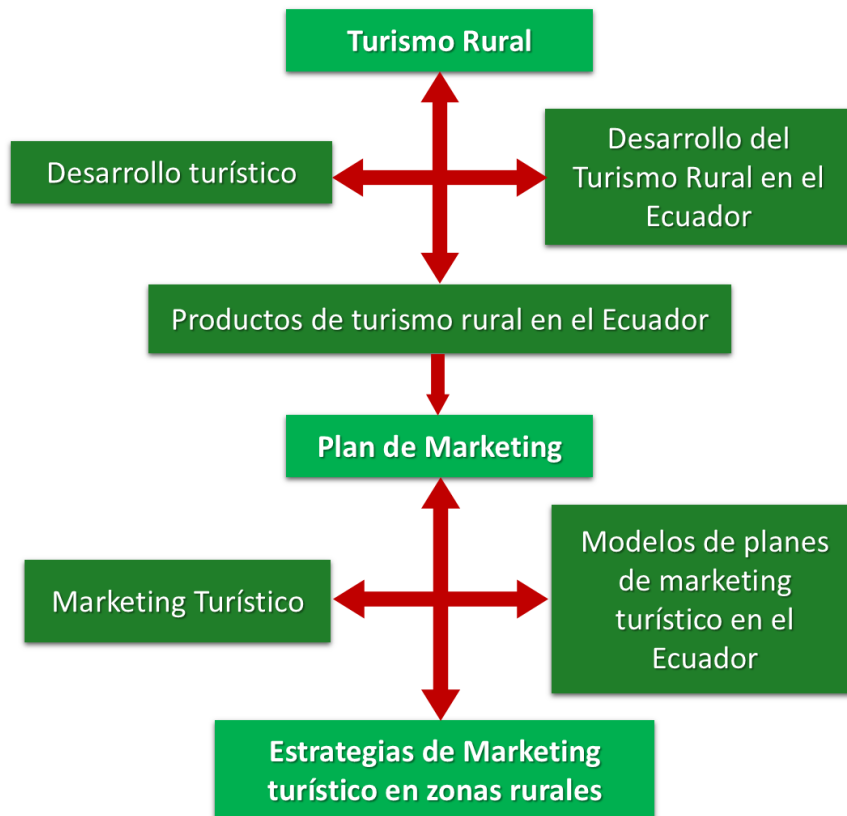 Turismo Rural
Desarrollo turístico
Desarrollo del
Turismo Rural en el
Ecuador
Productos de turismo rural en el Ecuador
Plan de Marketing
Marketing Turístico
Modelos de planes
de marketing
turístico en el
Ecuador
Estrategias de Marketing
turístico en zonas rurales